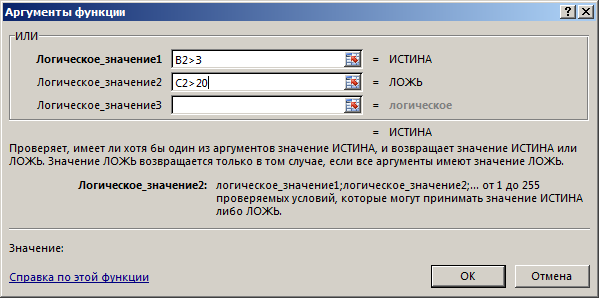 Аргументы функции
ИЛИ
Логическое_значение1 B2>3 = ИСТИНА
Логическое_значение2 C2>20 = ЛОЖЬ
Логическое_значение3 = логическое
= ИСТИНА
Проверяет, имеет ли хотя бы один из аргументов значение ИСТИНА, и возвращает значение ИСТИНА или
ЛОЖЬ. Значение ЛОЖЬ возвращается только в том случае, если все аргументы имеют значение ЛОЖЬ.
Логическое_значение2: логическое_значение1;логическое_значение2;... от 1 до 255
проверяемых условий, которые могут принимать значение ИСТИНА
либо ЛОЖЬ.
Значение:
Справка по этой функции ОК Отмена